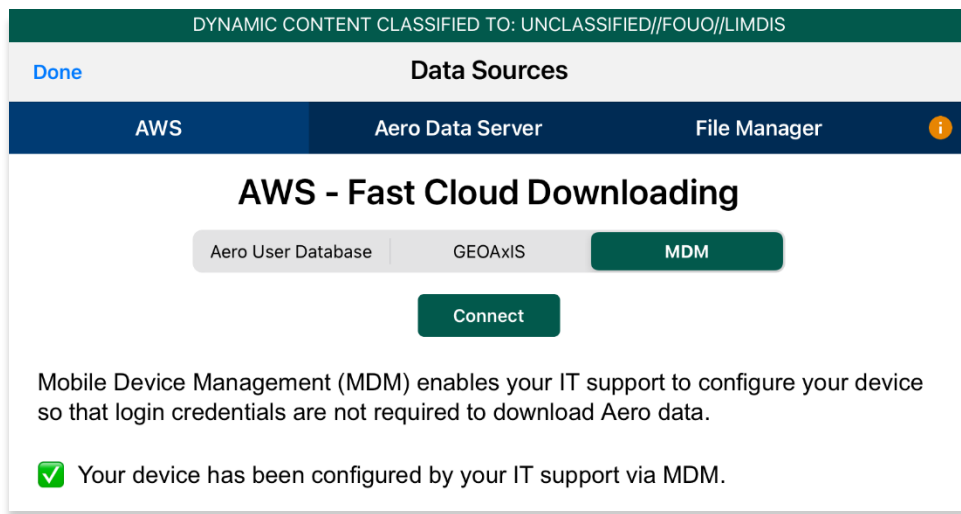 DYNAMIC CONTENT CLASSIFIED TO: UNCLASSIFIED//FOUO//LIMDIS
Done
Data Sources
AWS
Aero Data Server
File Manager
i
AWS - Fast Cloud Downloading
Aero User Database
GEOAxIS
MDM
Connect
Mobile Device Management (MDM) enables your IT support to configure your device
so that login credentials are not required to download Aero data.
✅ Your device has been configured by your IT support via MDM.